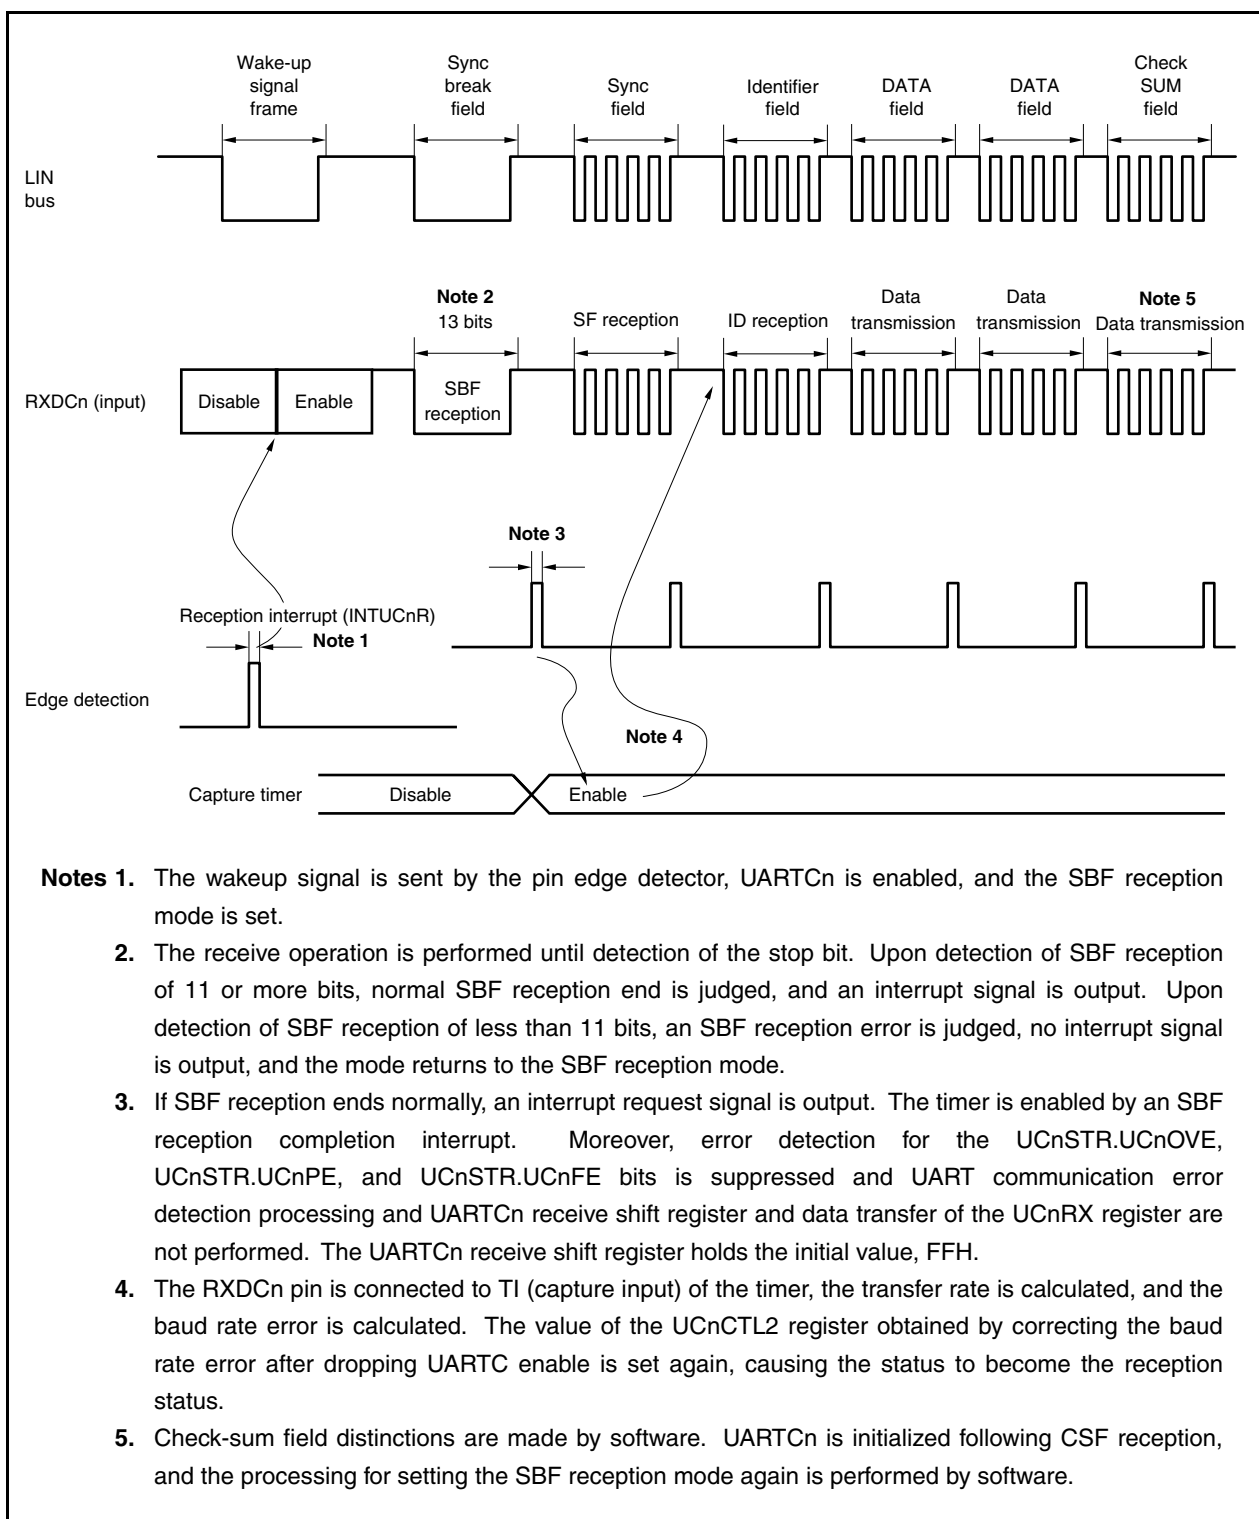 Wake-up
signal
frame
Sync
break
field
Sync
field
Identifier
field
DATA
field
DATA
field
Check
SUM
field
LIN
bus
Note 2
13 bits
SF reception
ID reception
Data
transmission
Data
transmission
Note 5
Data transmission
RXDCn (input)
Disable
Enable
SBF
reception
Note 3
Reception interrupt (INTUCnR)
Note 1
Edge detection
Note 4
Capture timer
Disable
Enable
Notes 1. The wakeup signal is sent by the pin edge detector, UARTCn is enabled, and the SBF reception
mode is set.
2. The receive operation is performed until detection of the stop bit. Upon detection of SBF reception
of 11 or more bits, normal SBF reception end is judged, and an interrupt signal is output. Upon
detection of SBF reception of less than 11 bits, an SBF reception error is judged, no interrupt signal
is output, and the mode returns to the SBF reception mode.
3. If SBF reception ends normally, an interrupt request signal is output. The timer is enabled by an SBF
reception completion interrupt. Moreover, error detection for the UCnSTR.UCnOVE,
UCnSTR.UCnPE, and UCnSTR.UCnFE bits is suppressed and UART communication error
detection processing and UARTCn receive shift register and data transfer of the UCnRX register are
not performed. The UARTCn receive shift register holds the initial value, FFH.
4. The RXDCn pin is connected to TI (capture input) of the timer, the transfer rate is calculated, and the
baud rate error is calculated. The value of the UCnCTL2 register obtained by correcting the baud
rate error after dropping UARTC enable is set again, causing the status to become the reception
status.
5. Check-sum field distinctions are made by software. UARTCn is initialized following CSF reception,
and the processing for setting the SBF reception mode again is performed by software.